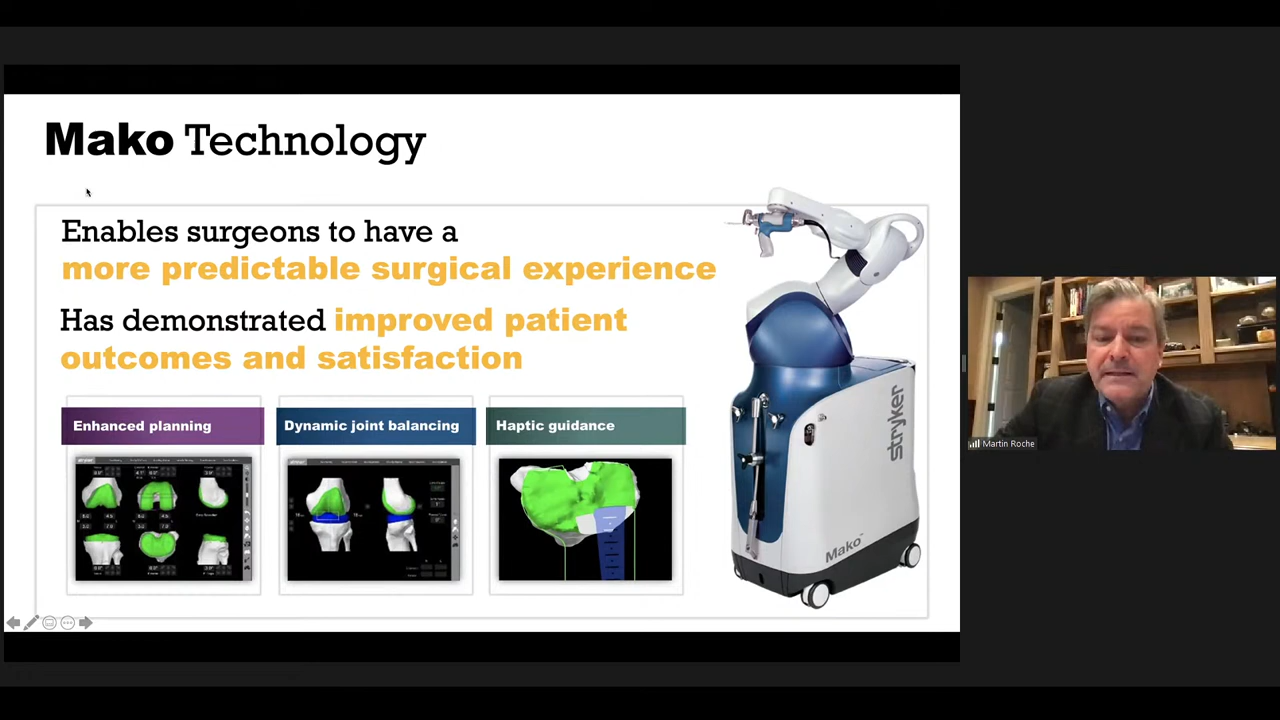 Mako Technology
Enables surgeons to have a
more predictable surgical experience
Has demonstrated improved patient
outcomes and satisfaction
Enhanced planning
Dynamic joint balancing
Haptic guidance
stryker
Mako
Martin Roche